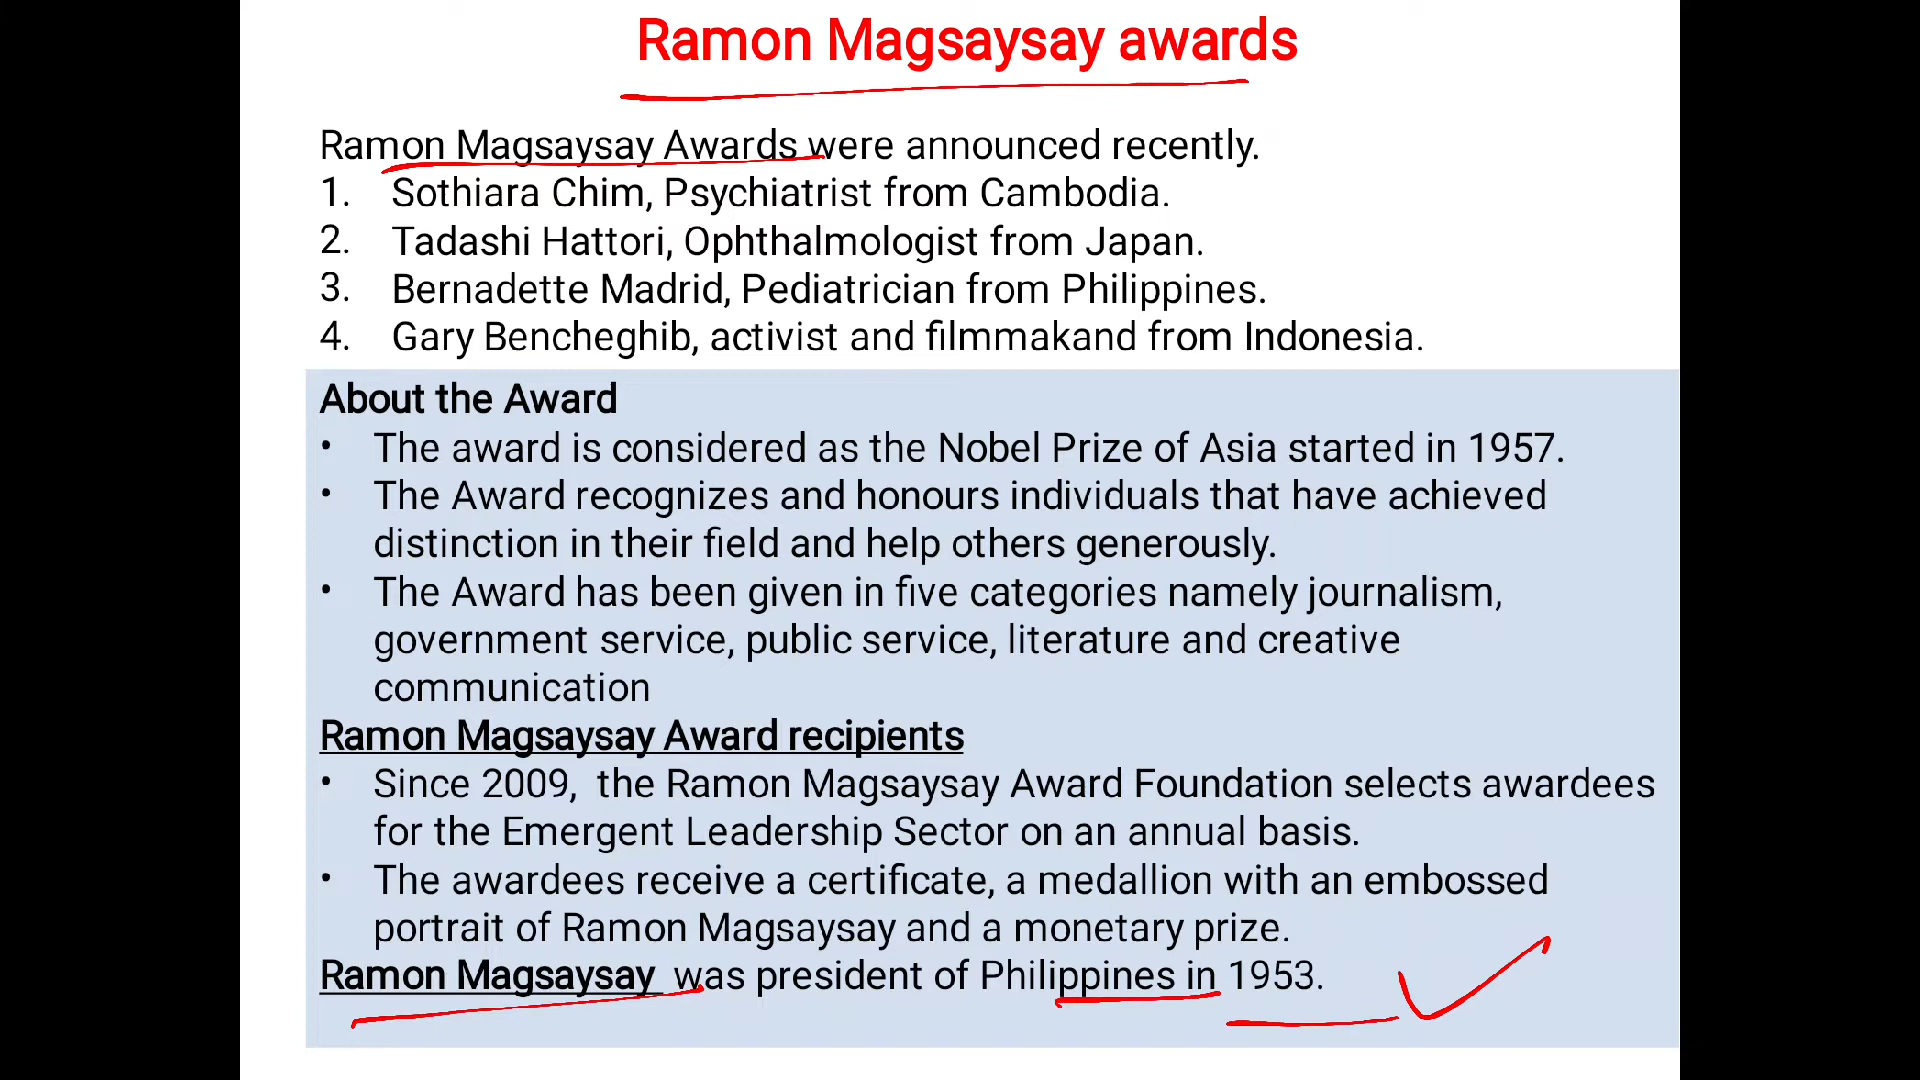 Ramon Magsaysay awards
Ramon Magsaysay Awards were announced recently.
1. Sothiara Chim, Psychiatrist from Cambodia.
2. Tadashi Hattori, Ophthalmologist from Japan.
3. Bernadette Madrid, Pediatrician from Philippines.
4. Gary Bencheghib, activist and filmmakand from Indonesia.
About the Award
• The award is considered as the Nobel Prize of Asia started in 1957.
• The Award recognizes and honours individuals that have achieved
distinction in their field and help others generously.
• The Award has been given in five categories namely journalism,
government service, public service, literature and creative
communication
Ramon Magsaysay Award recipients
• Since 2009, the Ramon Magsaysay Award Foundation selects awardees
for the Emergent Leadership Sector on an annual basis.
• The awardees receive a certificate, a medallion with an embossed
portrait of Ramon Magsaysay and a monetary prize.
Ramon Magsaysay was president of Philippines in 1953.